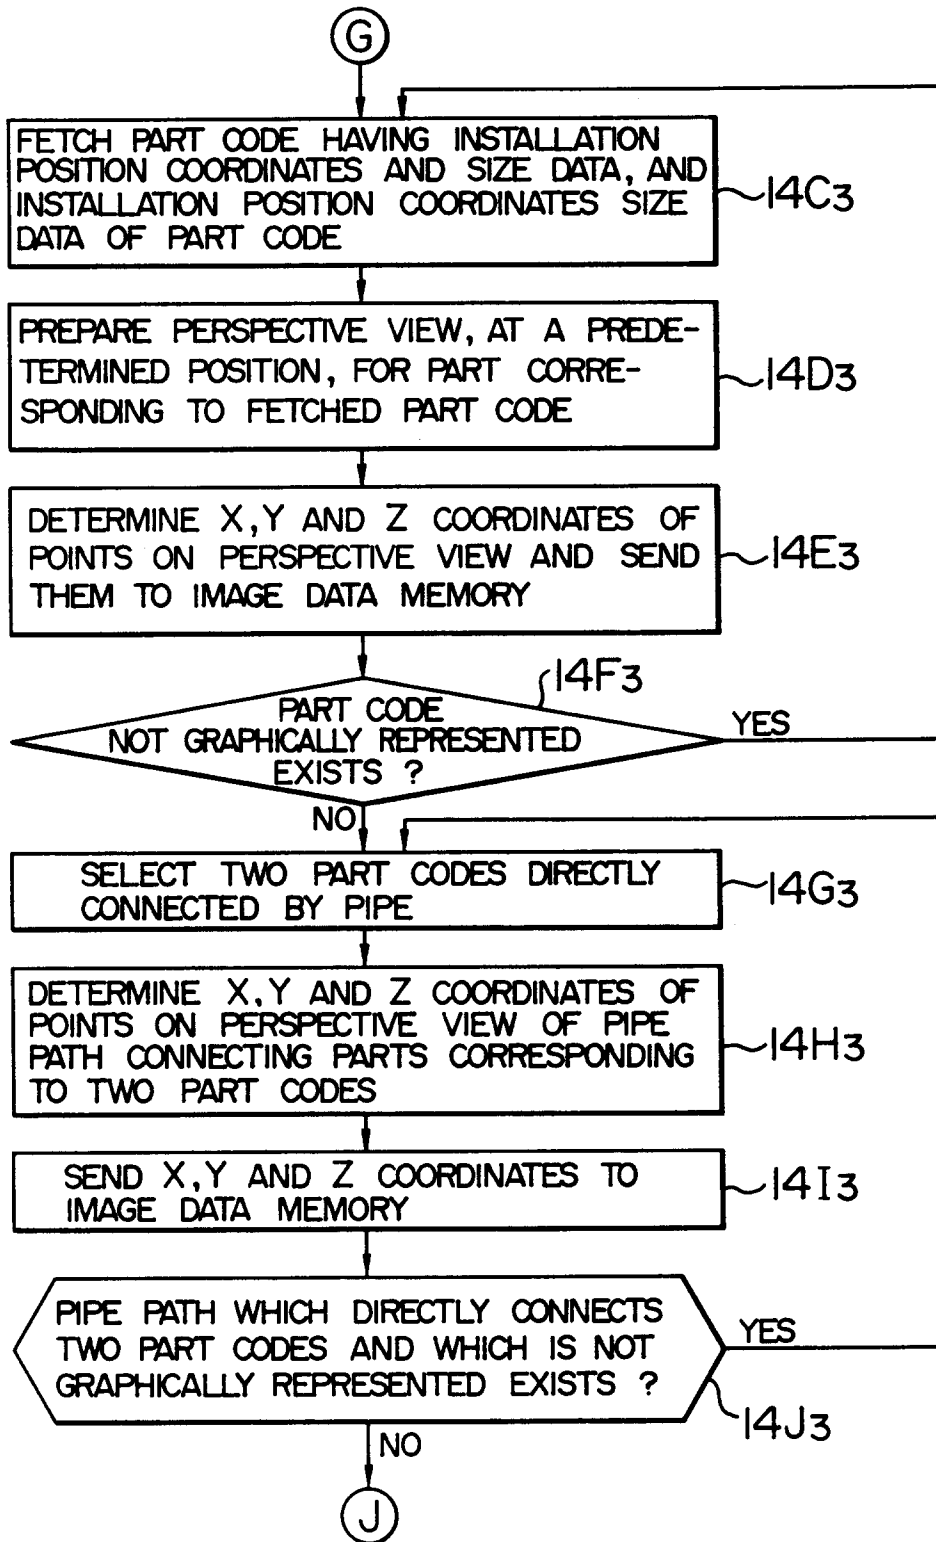 G
FETCH PART CODE HAVING INSTALLATION
POSITION COORDINATES AND SIZE DATA, AND
INSTALLATION POSITION COORDINATES SIZE
DATA OF PART CODE
14C3
PREPARE PERSPECTIVE VIEW, AT A PREDE-
TERMINED POSITION, FOR PART CORRE-
SPONDING TO FETCHED PART CODE
14D3
DETERMINE X, Y AND Z COORDINATES OF
POINTS ON PERSPECTIVE VIEW AND SEND
THEM TO IMAGE DATA MEMORY
14E3
14F3
PART CODE
NOT GRAPHICALLY REPRESENTED
EXISTS ?
YES
NO
SELECT TWO PART CODES DIRECTLY
CONNECTED BY PIPE
14G3
DETERMINE X, Y AND Z COORDINATES OF
POINTS ON PERSPECTIVE VIEW OF PIPE
PATH CONNECTING PARTS CORRESPONDING
TO TWO PART CODES
14H3
SEND X, Y AND Z COORDINATES TO
IMAGE DATA MEMORY
14I3
PIPE PATH WHICH DIRECTLY CONNECTS
TWO PART CODES AND WHICH IS NOT
GRAPHICALLY REPRESENTED EXISTS ?
YES
14J3
NO
J